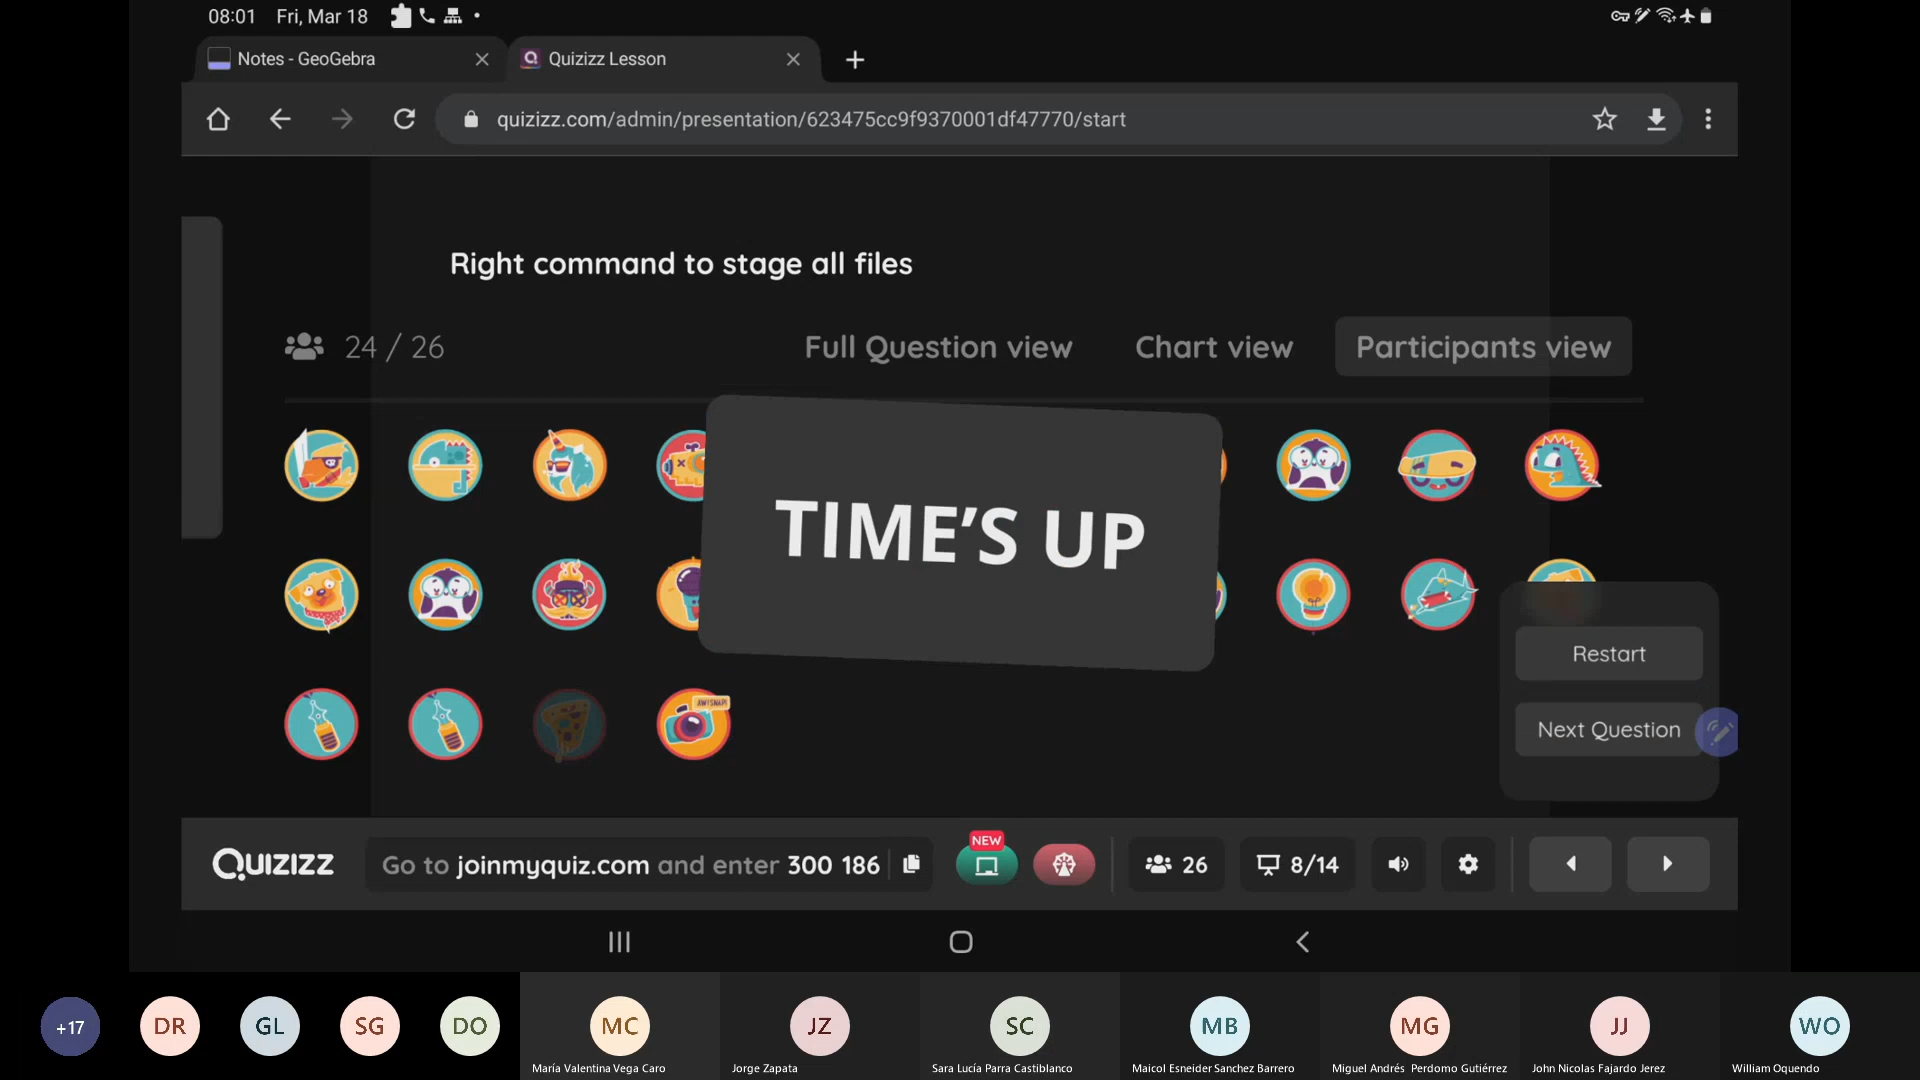 08:01 Fri, Mar 18
Notes - GeoGebra
Quizizz Lesson
quizizz.com/admin/presentation/623475cc9f9370001df47770/start
Right command to stage all files
24 / 26
Full Question view
Chart view
Participants view
TIME'S UP
#MYSNAP!
Restart
Next Question
QUIZIZZ
Go to joinmyquiz.com and enter 300 186
NEW
26
8/14
+17
DR
GL
SG
DO
MC
María Valentina Vega Caro
JZ
Jorge Zapata
SC
Sara Lucía Parra Castiblanco
MB
Maicol Esneider Sanchez Barrero
MG
Miguel Andrés Perdomo Gutiérrez
JJ
John Nicolas Fajardo Jerez
WO
William Oquendo